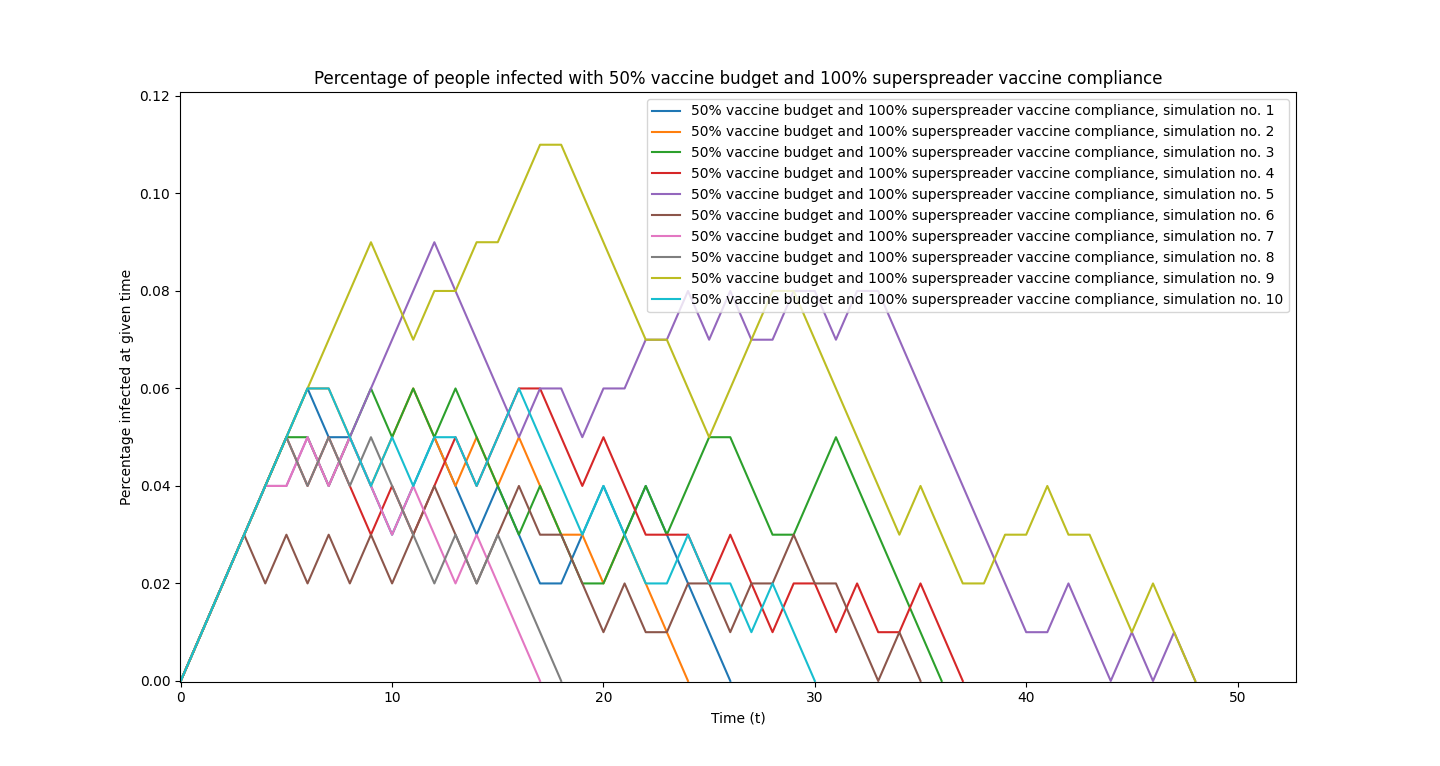 Percentage of people infected with 50% vaccine budget and 100% superspreader vaccine compliance
0.12
0.10
0.08
0.06
0.04
0.02
0.00
Percentage infected at given time
50% vaccine budget and 100% superspreader vaccine compliance, simulation no. 1
50% vaccine budget and 100% superspreader vaccine compliance, simulation no. 2
50% vaccine budget and 100% superspreader vaccine compliance, simulation no. 3
50% vaccine budget and 100% superspreader vaccine compliance, simulation no. 4
50% vaccine budget and 100% superspreader vaccine compliance, simulation no. 5
50% vaccine budget and 100% superspreader vaccine compliance, simulation no. 6
50% vaccine budget and 100% superspreader vaccine compliance, simulation no. 7
50% vaccine budget and 100% superspreader vaccine compliance, simulation no. 8
50% vaccine budget and 100% superspreader vaccine compliance, simulation no. 9
50% vaccine budget and 100% superspreader vaccine compliance, simulation no. 10
0 10 20 30 40 50
Time (t)